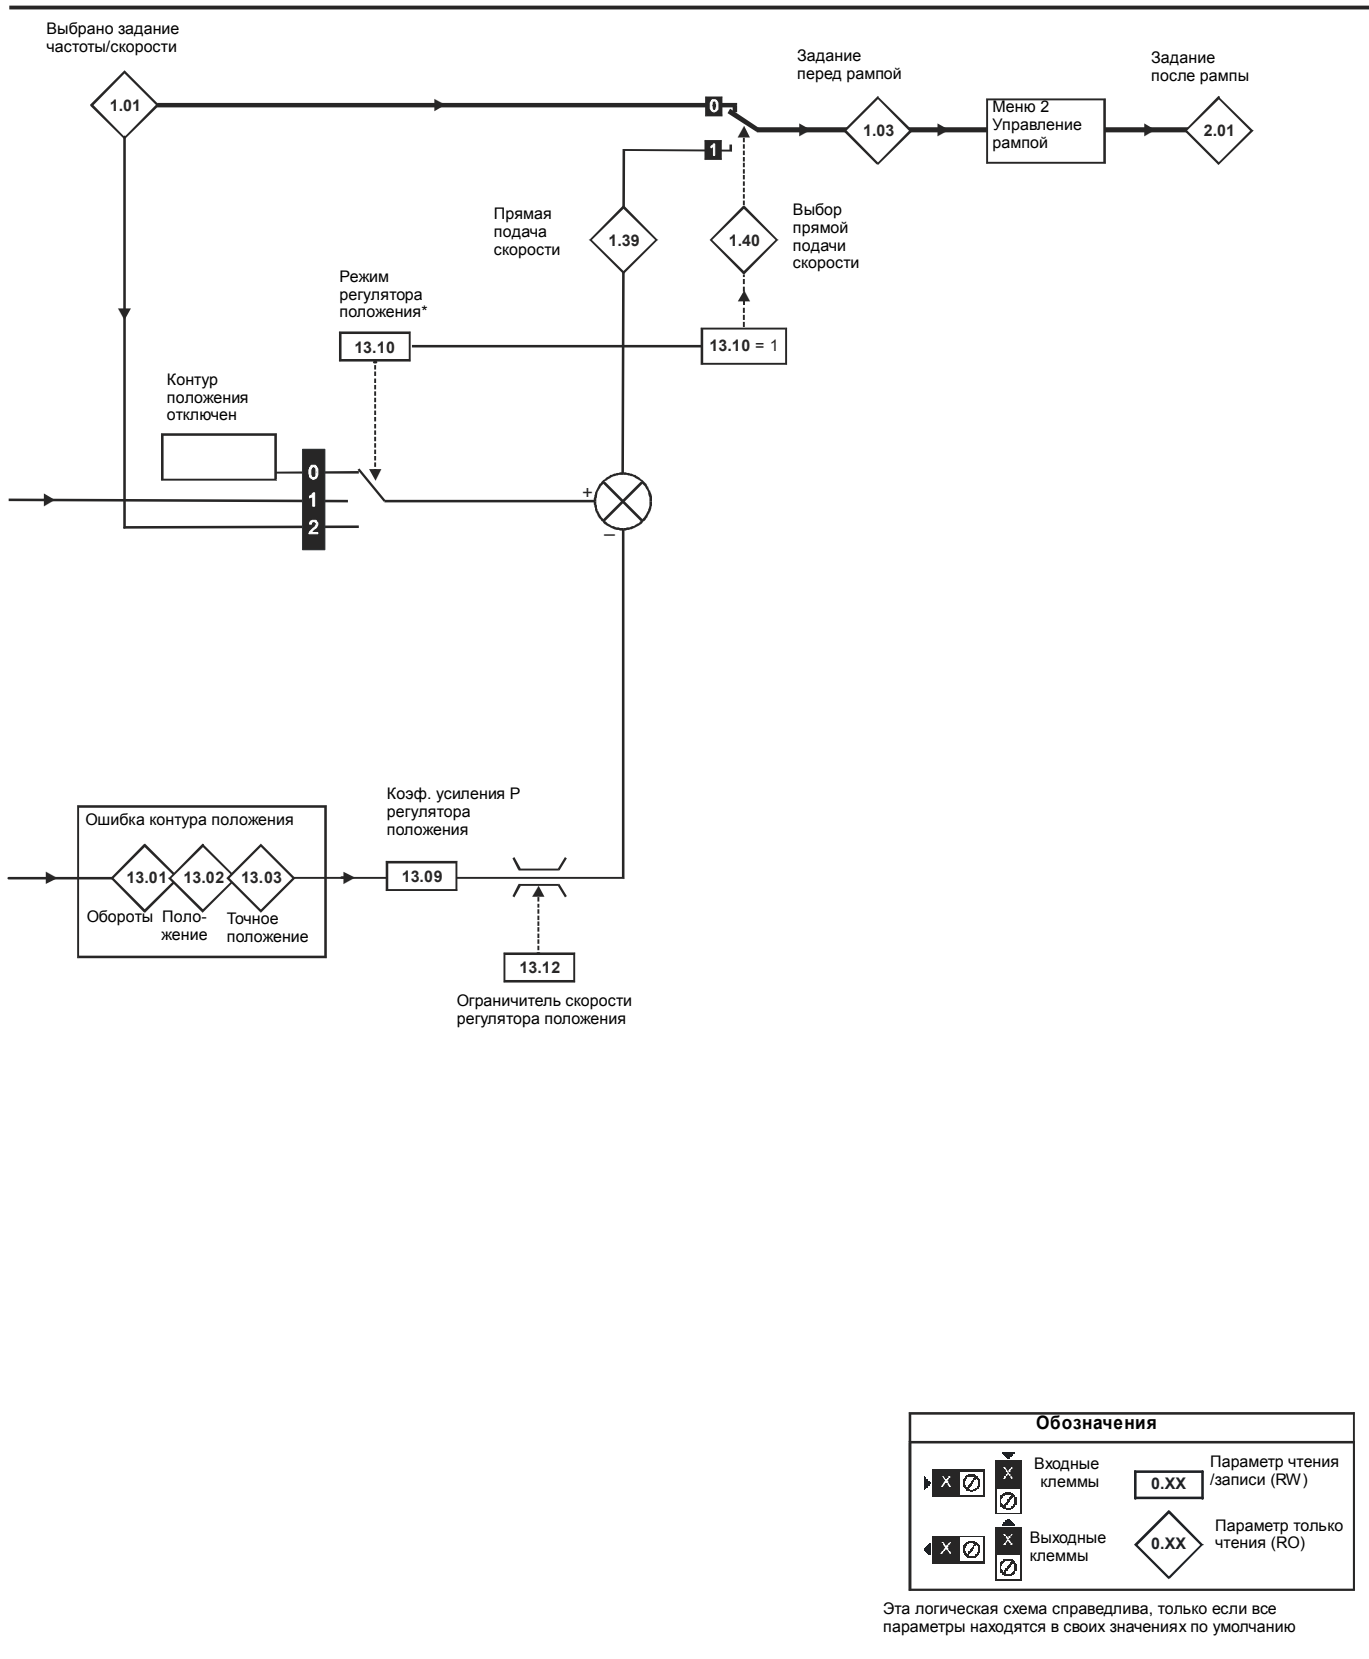 Выбрано задание
частоты/скорости
1.01
0
1
Задание
перед рампой
1.03
Меню 2
Управление
рампой
Задание
после рампы
2.01
Прямая
подача
скорости
1.39
1.40
Выбор
прямой
подачи
скорости
Режим
регулятора
положения*
13.10
13.10 = 1
Контур
положения
отключен
0
1
2
+
–
Ошибка контура положения
13.01
13.02
13.03
Обороты
Поло-
жение
Точное
положение
Коэф. усиления P
регулятора
положения
13.09
13.12
Ограничитель скорости
регулятора положения
Обозначения
X
X
Входные
клеммы
0.XX
Параметр чтения
/записи (RW)
X
X
Выходные
клеммы
0.XX
Параметр только
чтения (RO)
Эта логическая схема справедлива, только если все
параметры находятся в своих значениях по умолчанию